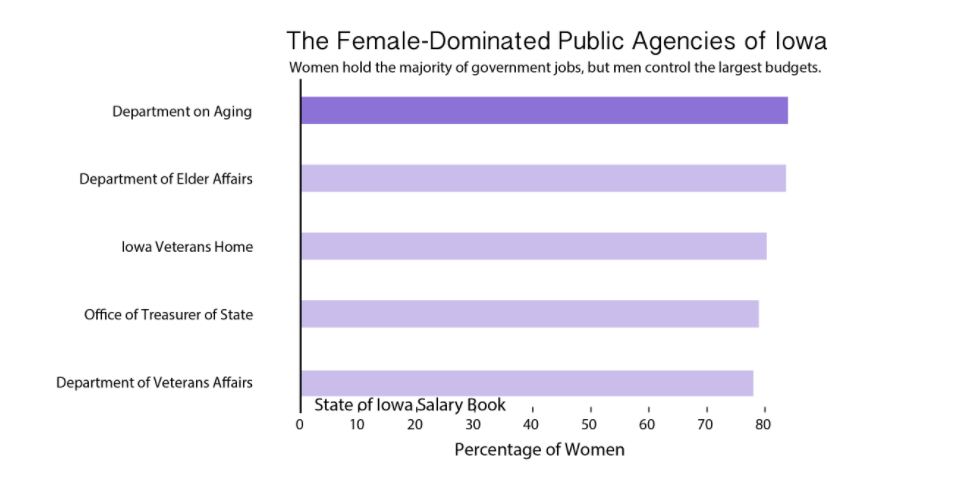 The Female-Dominated Public Agencies of Iowa
Women hold the majority of government jobs, but men control the largest budgets.
Department on Aging
Department of Elder Affairs
Iowa Veterans Home
Office of Treasurer of State
Department of Veterans Affairs
State of Iowa Salary Book
0 10 20 30 40 50 60 70 80
Percentage of Women